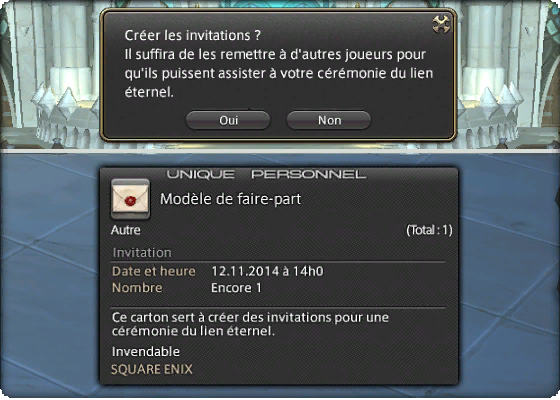 Créer les invitations ?
Il suffira de les remettre à d'autres joueurs pour
qu'ils puissent assister à votre cérémonie du lien
éternel.
Oui Non
UNIQUE PERSONNEL
Modèle de faire-part
Autre (Total : 1)
Invitation
Date et heure 12.11.2014 à 14h0
Nombre Encore 1
Ce carton sert à créer des invitations pour une
cérémonie du lien éternel.
Invendable
SQUARE ENIX